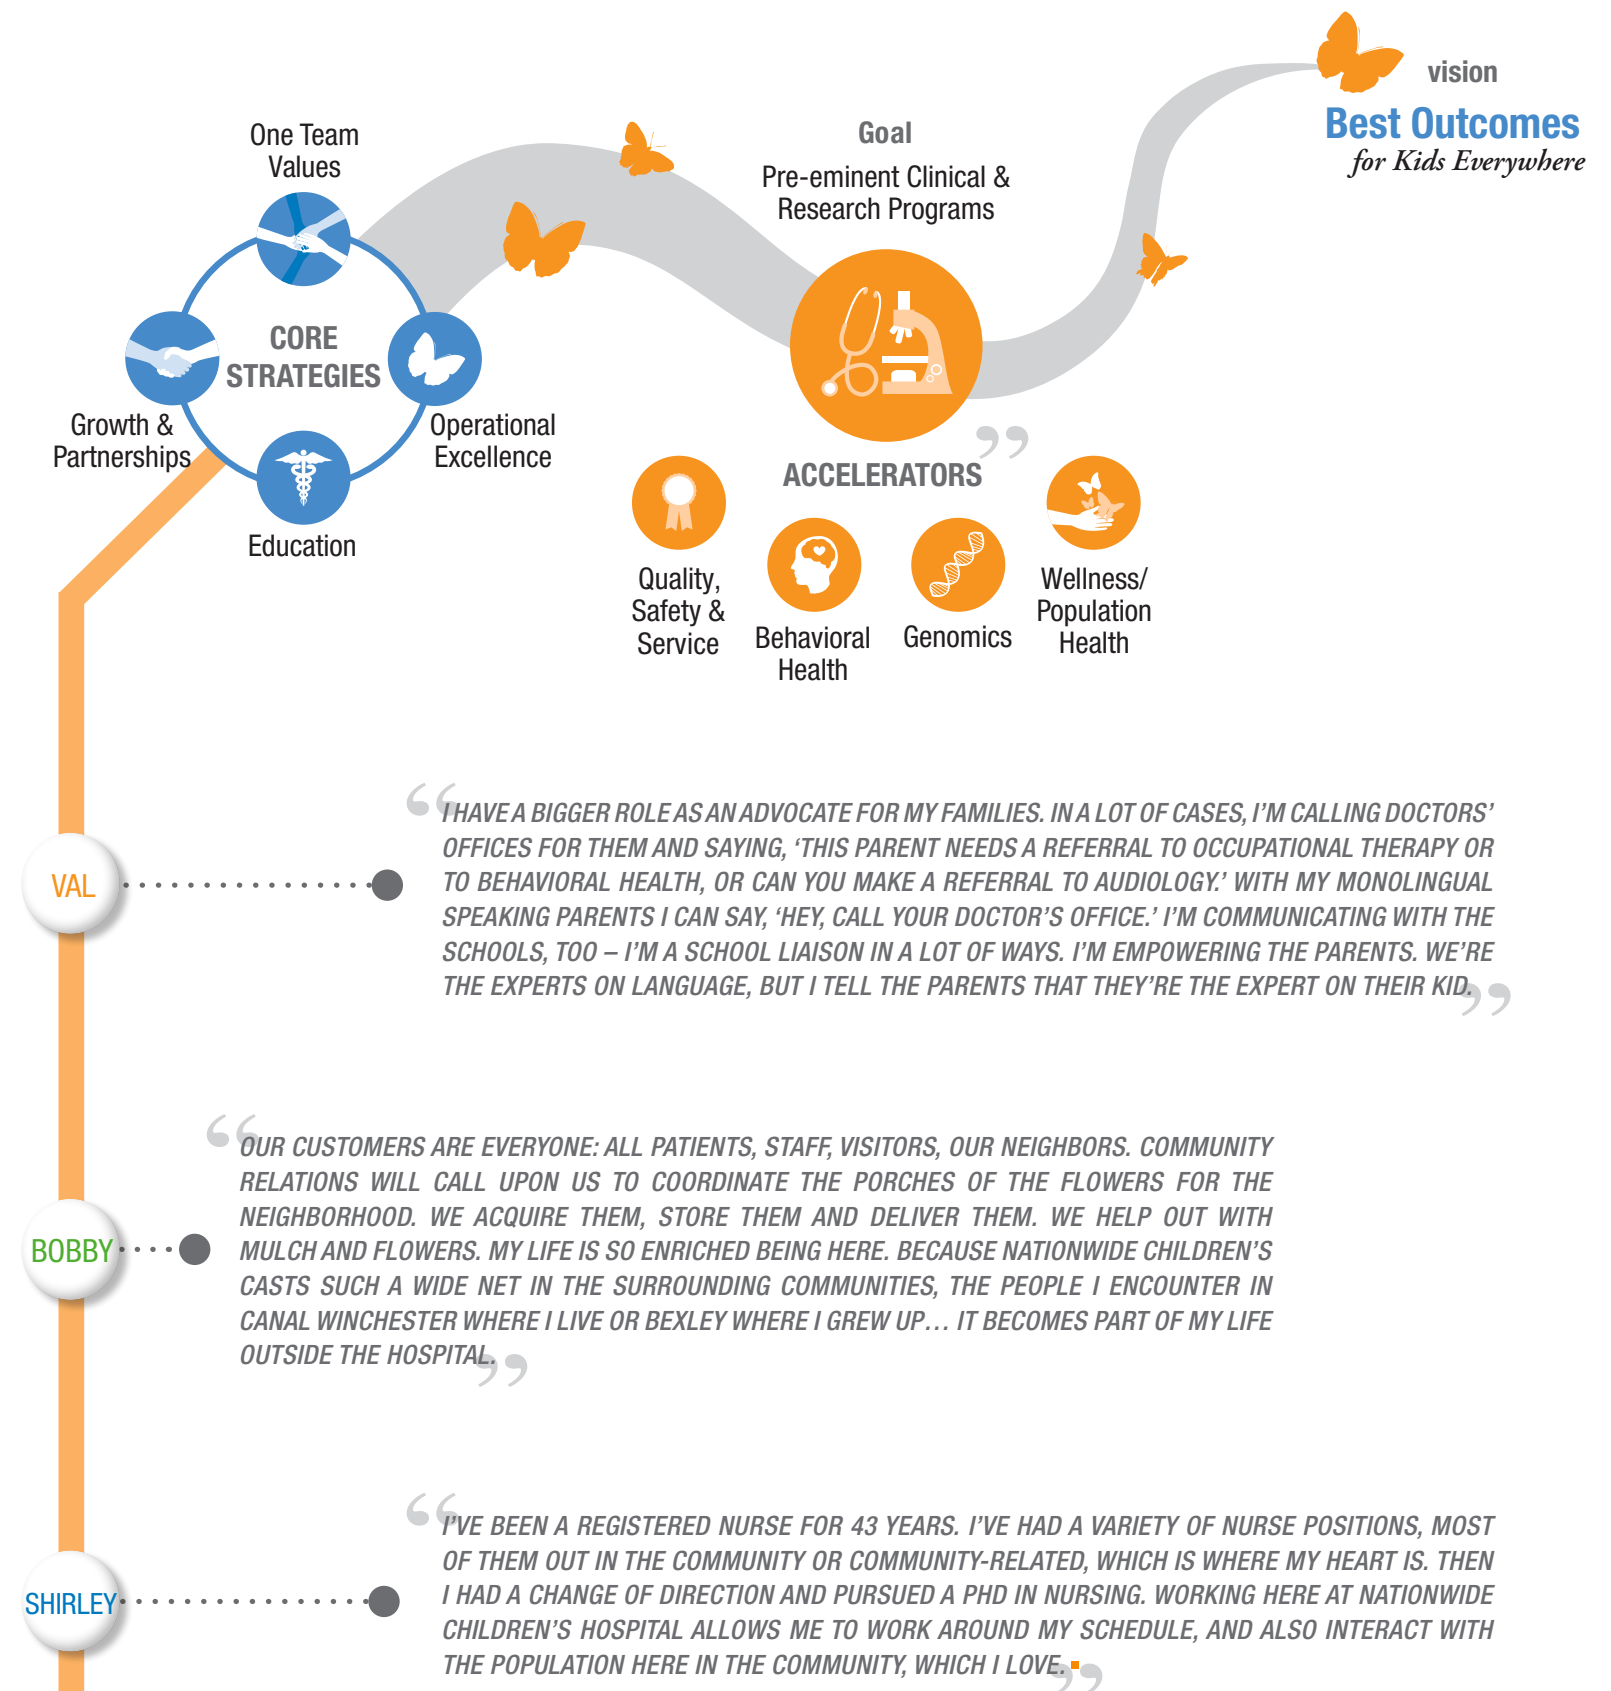 vision
Best Outcomes
for Kids Everywhere
One Team
Values
CORE
STRATEGIES
Growth &
Partnerships
Operational
Excellence
Education
Goal
Pre-eminent Clinical &
Research Programs
”
ACCELERATORS
Quality,
Safety &
Service
Behavioral
Health
Genomics
Wellness/
Population
Health
VAL
“I HAVE A BIGGER ROLE AS AN ADVOCATE FOR MY FAMILIES. IN A LOT OF CASES, I’M CALLING DOCTORS’
OFFICES FOR THEM AND SAYING, ‘THIS PARENT NEEDS A REFERRAL TO OCCUPATIONAL THERAPY OR
TO BEHAVIORAL HEALTH, OR CAN YOU MAKE A REFERRAL TO AUDIOLOGY.’ WITH MY MONOLINGUAL
SPEAKING PARENTS I CAN SAY, ‘HEY, CALL YOUR DOCTOR’S OFFICE.’ I’M COMMUNICATING WITH THE
SCHOOLS, TOO – I’M A SCHOOL LIAISON IN A LOT OF WAYS. I’M EMPOWERING THE PARENTS. WE’RE
THE EXPERTS ON LANGUAGE, BUT I TELL THE PARENTS THAT THEY’RE THE EXPERT ON THEIR KID.”
BOBBY
“OUR CUSTOMERS ARE EVERYONE: ALL PATIENTS, STAFF, VISITORS, OUR NEIGHBORS. COMMUNITY
RELATIONS WILL CALL UPON US TO COORDINATE THE PORCHES OF THE FLOWERS FOR THE
NEIGHBORHOOD. WE ACQUIRE THEM, STORE THEM AND DELIVER THEM. WE HELP OUT WITH
MULCH AND FLOWERS. MY LIFE IS SO ENRICHED BEING HERE. BECAUSE NATIONWIDE CHILDREN’S
CASTS SUCH A WIDE NET IN THE SURROUNDING COMMUNITIES, THE PEOPLE I ENCOUNTER IN
CANAL WINCHESTER WHERE I LIVE OR BEXLEY WHERE I GREW UP… IT BECOMES PART OF MY LIFE
OUTSIDE THE HOSPITAL.”
SHIRLEY
“I’VE BEEN A REGISTERED NURSE FOR 43 YEARS. I’VE HAD A VARIETY OF NURSE POSITIONS, MOST
OF THEM OUT IN THE COMMUNITY OR COMMUNITY-RELATED, WHICH IS WHERE MY HEART IS. THEN
I HAD A CHANGE OF DIRECTION AND PURSUED A PHD IN NURSING. WORKING HERE AT NATIONWIDE
CHILDREN’S HOSPITAL ALLOWS ME TO WORK AROUND MY SCHEDULE, AND ALSO INTERACT WITH
THE POPULATION HERE IN THE COMMUNITY, WHICH I LOVE.”